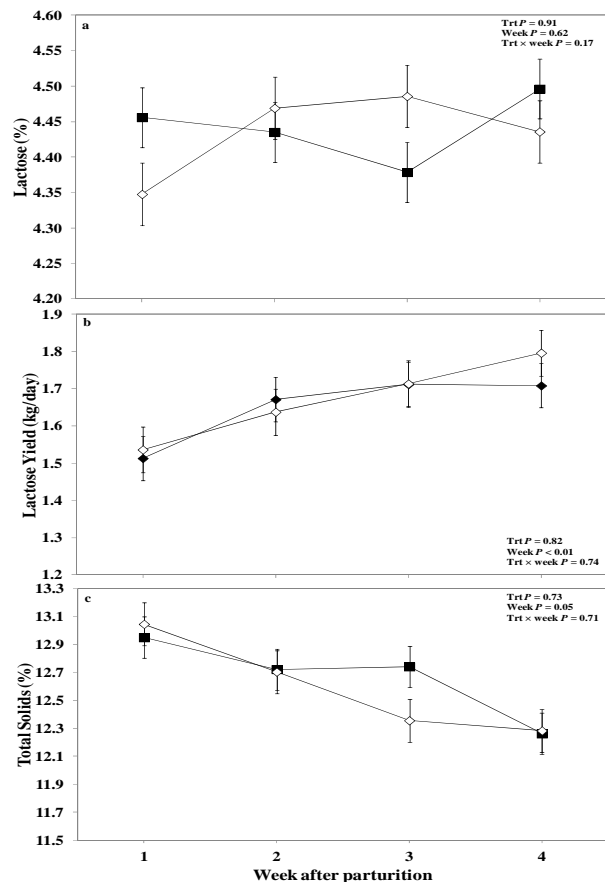 a
Trt P = 0.91
Week P = 0.62
Trt × week P = 0.17
Lactose (%)
4.60
4.55
4.50
4.45
4.40
4.35
4.30
4.25
4.20
b
Lactose Yield (kg/day)
1.9
1.8
1.7
1.6
1.5
1.4
1.3
1.2
Trt P = 0.82
Week P < 0.01
Trt × week P = 0.74
c
Trt P = 0.73
Week P = 0.05
Trt × week P = 0.71
Total Solids (%)
13.3
13.1
12.9
12.7
12.5
12.3
12.1
11.9
11.7
11.5
1 2 3 4
Week after parturition